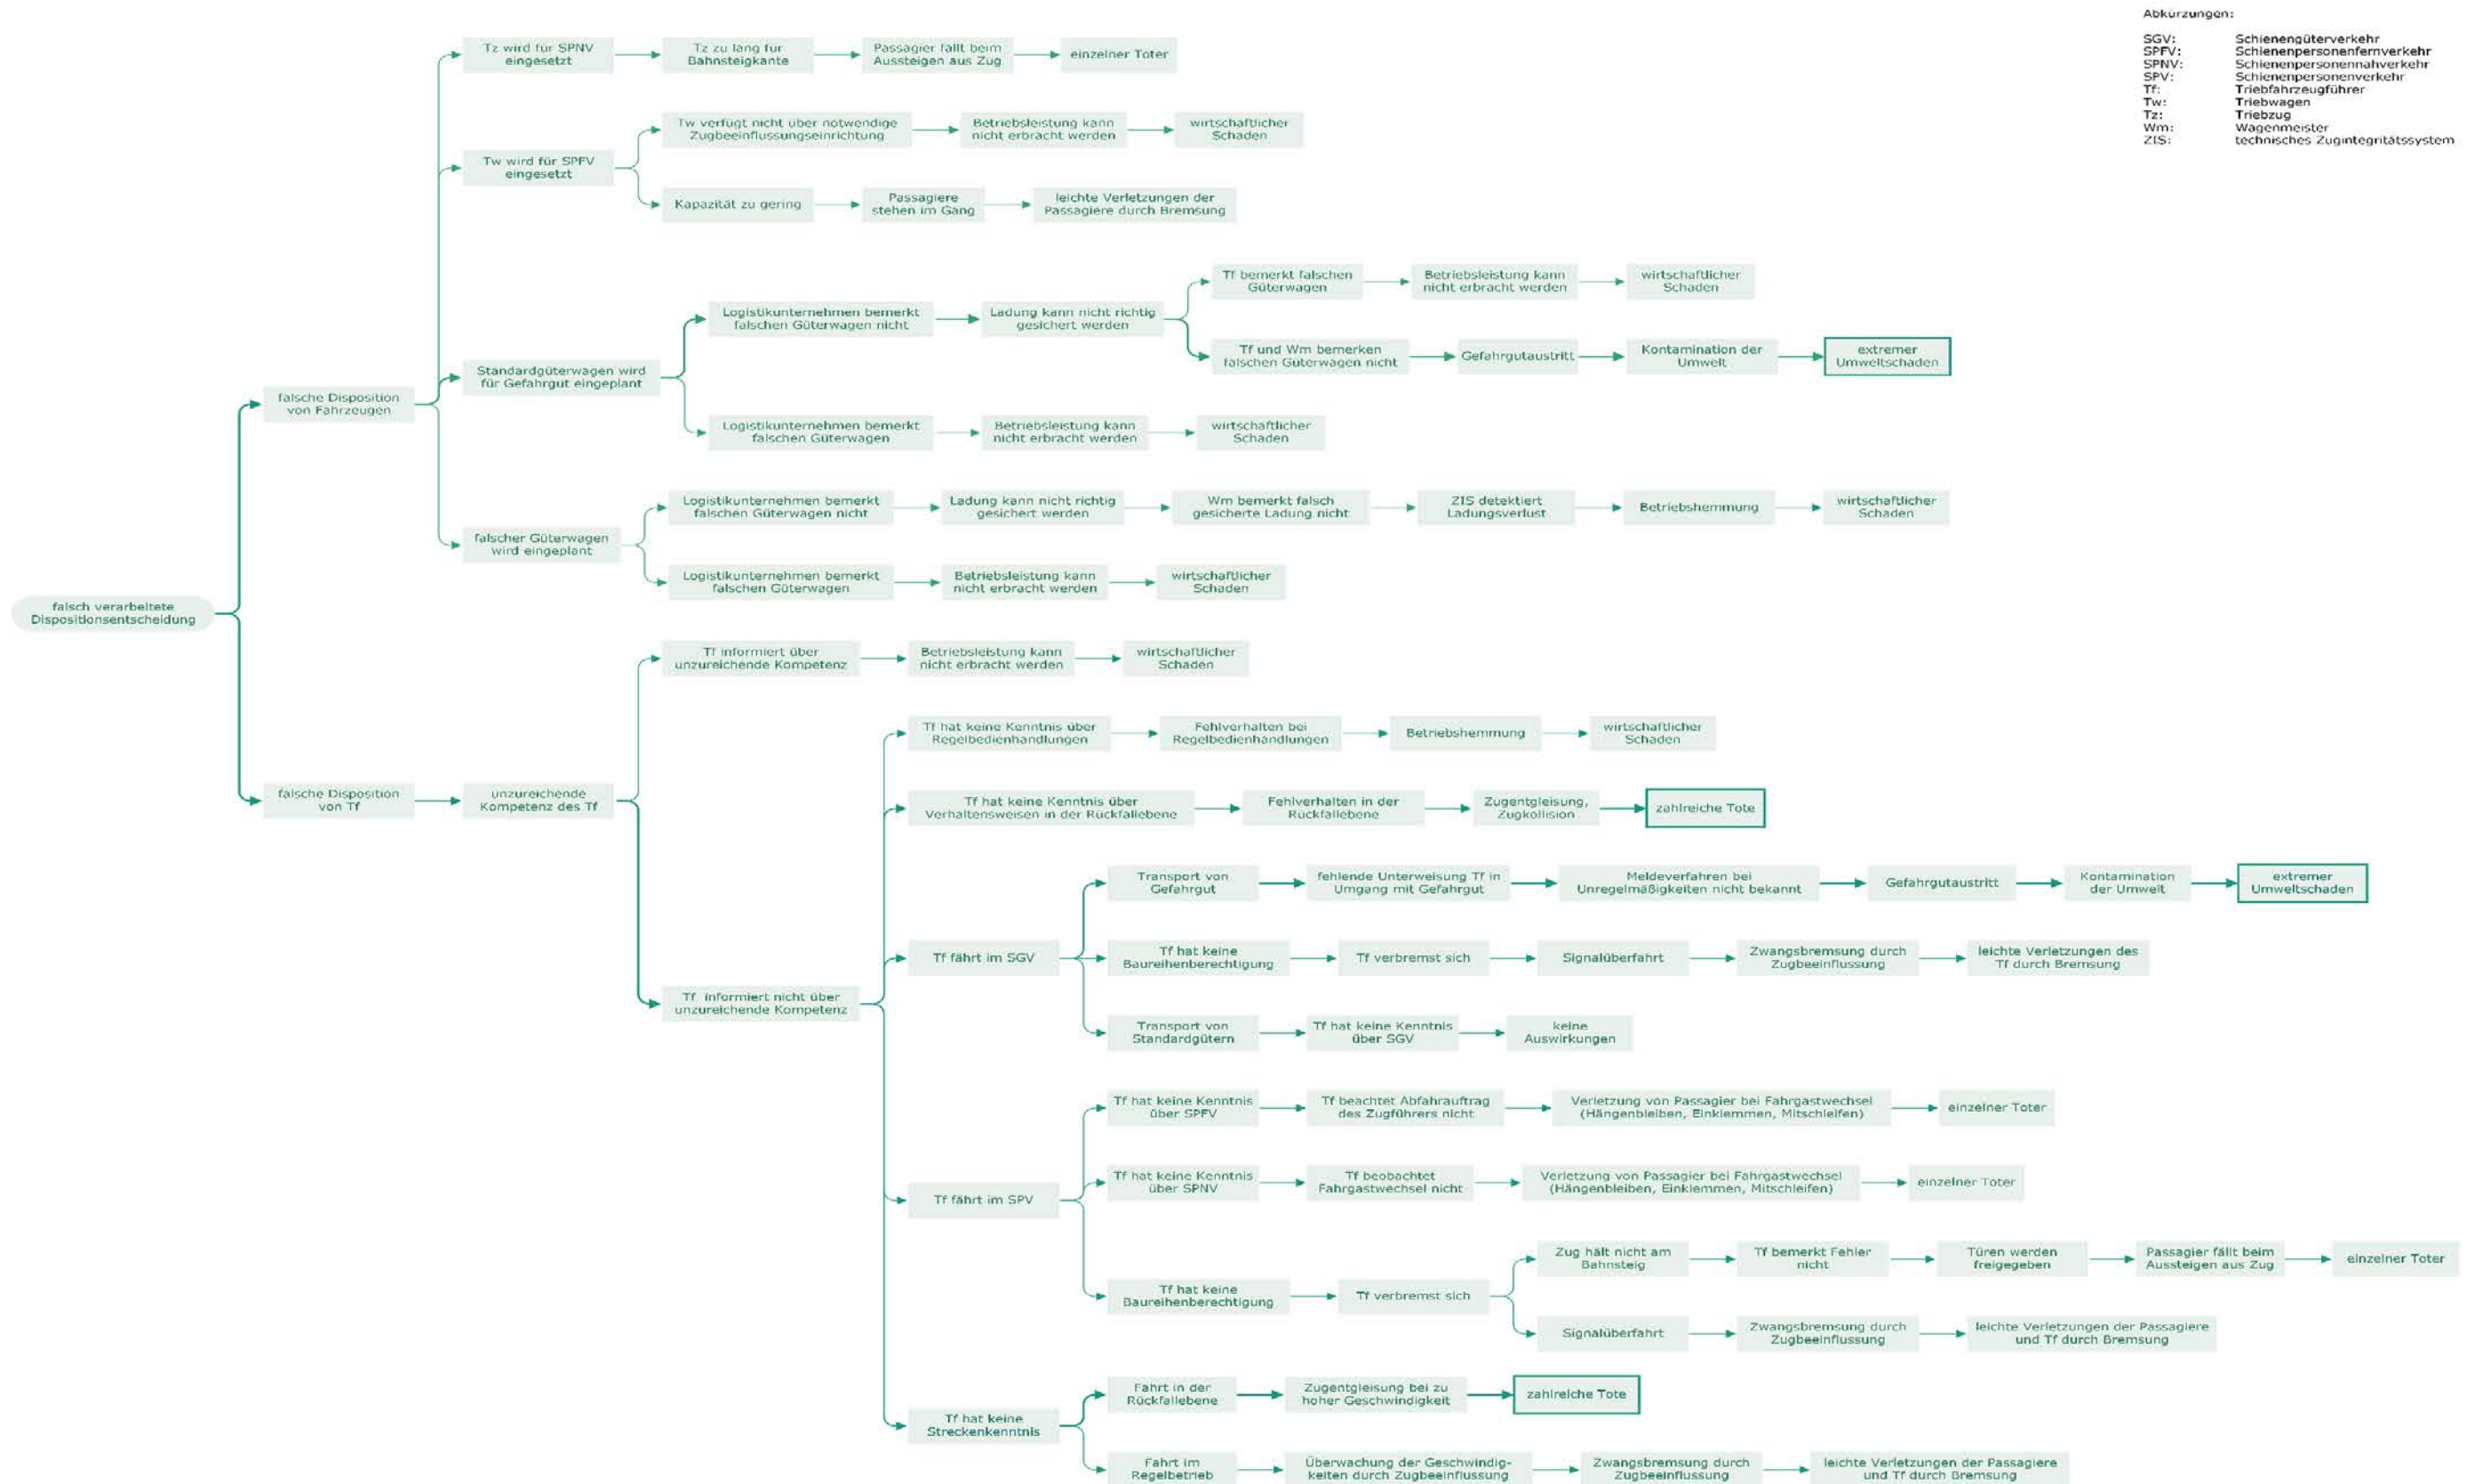 Abkürzungen:
SGV: Schienengüterverkehr
SPFV: Schienenpersonenfernverkehr
SPNV: Schienenpersonennahverkehr
SPV: Schienenpersonenverkehr
Tf: Triebfahrzeugführer
Tw: Triebwagen
Tz: Triebzug
Wm: Wagenmeister
ZIS: technisches Zugintegritätssystem
falsch verarbeitete
Dispositionsentscheidung
falsche Disposition
von Fahrzeugen
Tz wird für SPNV
eingesetzt
Tz zu lang für
Bahnsteigkante
Passagier fällt beim
Aussteigen aus Zug
einzelner Toter
Tw wird für SPFV
eingesetzt
Tw verfügt nicht über notwendige
Zugbeeinflussungseinrichtung
Betriebsleistung kann
nicht erbracht werden
wirtschaftlicher
Schaden
Kapazität zu gering
Passagiere
stehen im Gang
leichte Verletzungen der
Passagiere durch Bremsung
Standardgüterwagen wird
für Gefahrgut eingeplant
Logistikunternehmen bemerkt
falschen Güterwagen nicht
Ladung kann nicht richtig
gesichert werden
Tf bemerkt falschen
Güterwagen
Betriebsleistung kann
nicht erbracht werden
wirtschaftlicher
Schaden
Tf und Wm bemerken
falschen Güterwagen nicht
Gefahrgutaustritt
Kontamination der
Umwelt
extremer
Umweltschaden
Logistikunternehmen bemerkt
falschen Güterwagen
Betriebsleistung kann
nicht erbracht werden
wirtschaftlicher
Schaden
falscher Güterwagen
wird eingeplant
Logistikunternehmen bemerkt
falschen Güterwagen nicht
Ladung kann nicht richtig
gesichert werden
Wm bemerkt falsch
gesicherte Ladung nicht
ZIS detektiert
Ladungsverlust
Betriebshemmung
wirtschaftlicher
Schaden
Logistikunternehmen bemerkt
falschen Güterwagen
Betriebsleistung kann
nicht erbracht werden
wirtschaftlicher
Schaden
falsche Disposition
von Tf
unzureichende
Kompetenz des Tf
Tf informiert über
unzureichende Kompetenz
Betriebsleistung kann
nicht erbracht werden
wirtschaftlicher
Schaden
Tf informiert nicht über
unzureichende Kompetenz
Tf hat keine Kenntnis über
Regelbedienhandlungen
Fehlverhalten bei
Regelbedienhandlungen
Betriebshemmung
wirtschaftlicher
Schaden
Tf hat keine Kenntnis über
Verhaltensweisen in der Rückfallebene
Fehlverhalten in der
Rückfallebene
Zugentgleisung,
Zugkollision
zahlreiche Tote
Tf fährt im SGV
Transport von
Gefahrgut
fehlende Unterweisung Tf in
Umgang mit Gefahrgut
Meldeverfahren bei
Unregelmäßigkeiten nicht bekannt
Gefahrgutaustritt
Kontamination
der Umwelt
extremer
Umweltschaden
Tf hat keine
Baureihenberechtigung
Tf verbremst sich
Signalüberfahrt
Zwangsbremsung durch
Zugbeeinflussung
leichte Verletzungen des
Tf durch Bremsung
Transport von
Standardgütern
Tf hat keine Kenntnis
über SGV
keine
Auswirkungen
Tf fährt im SPV
Tf hat keine Kenntnis
über SPFV
Tf beachtet Abfahrauftrag
des Zugführers nicht
Verletzung von Passagier bei Fahrgastwechsel
(Hängenbleiben, Einklemmen, Mitschleifen)
einzelner Toter
Tf hat keine Kenntnis
über SPNV
Tf beobachtet
Fahrgastwechsel nicht
Verletzung von Passagier bei Fahrgastwechsel
(Hängenbleiben, Einklemmen, Mitschleifen)
einzelner Toter
Tf hat keine
Baureihenberechtigung
Tf verbremst sich
Zug hält nicht am
Bahnsteig
Tf bemerkt Fehler
nicht
Türen werden
freigegeben
Passagier fällt beim
Aussteigen aus Zug
einzelner Toter
Signalüberfahrt
Zwangsbremsung durch
Zugbeeinflussung
leichte Verletzungen der Passagiere
und Tf durch Bremsung
Tf hat keine
Streckenkenntnis
Fahrt in der
Rückfallebene
Zugentgleisung bei zu
hoher Geschwindigkeit
zahlreiche Tote
Fahrt im
Regelbetrieb
Überwachung der Geschwindig-
keiten durch Zugbeeinflussung
Zwangsbremsung durch
Zugbeeinflussung
leichte Verletzungen der Passagiere
und Tf durch Bremsung